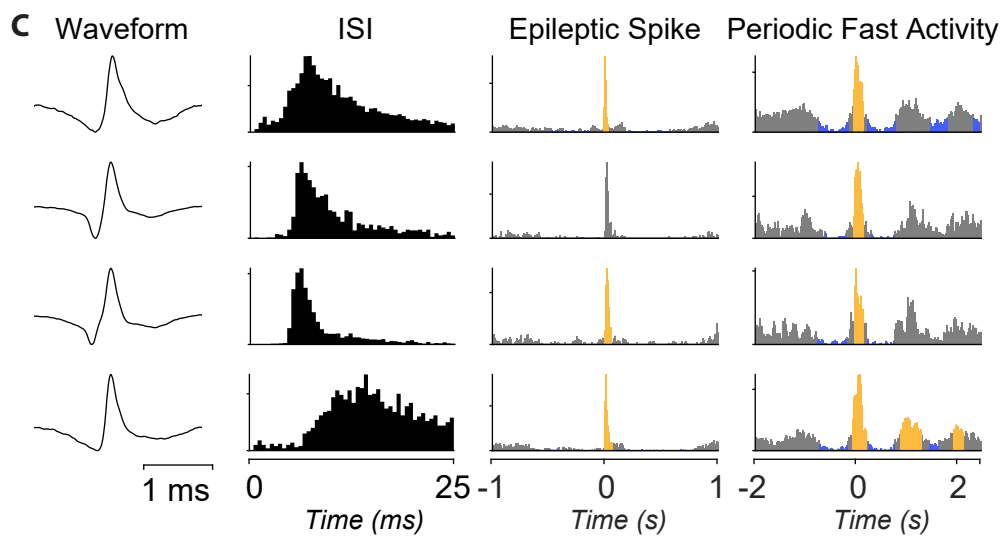 C Waveform ISI Epileptic Spike Periodic Fast Activity
1 ms 0 25 -1 0 1 -2 0 2
Time (ms) Time (s) Time (s)